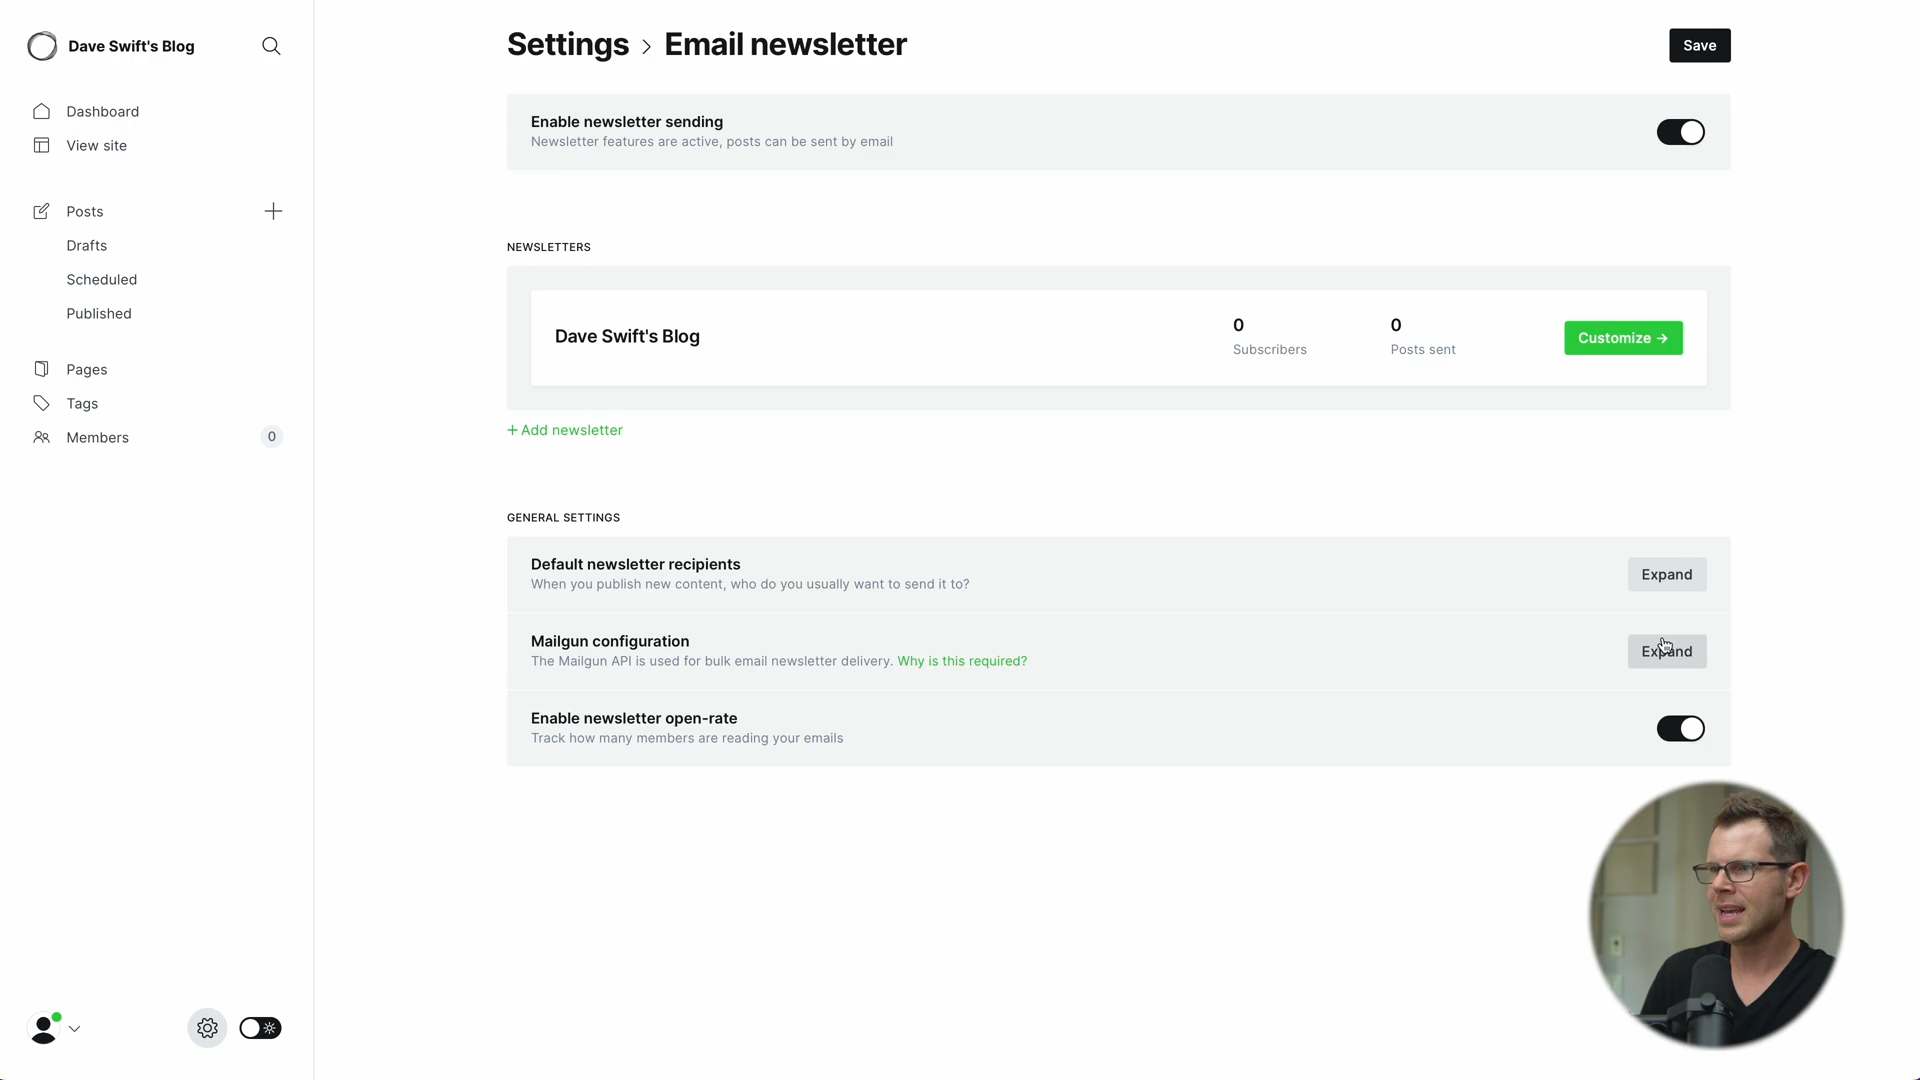 Dave Swift's Blog
Dashboard
View site
Posts
Drafts
Scheduled
Published
Pages
Tags
Members
0
Settings > Email newsletter
Save
Enable newsletter sending
Newsletter features are active, posts can be sent by email
NEWSLETTERS
Dave Swift's Blog
0
Subscribers
0
Posts sent
Customize →
+ Add newsletter
GENERAL SETTINGS
Default newsletter recipients
When you publish new content, who do you usually want to send it to?
Expand
Mailgun configuration
The Mailgun API is used for bulk email newsletter delivery. Why is this required?
Expand
Enable newsletter open-rate
Track how many members are reading your emails